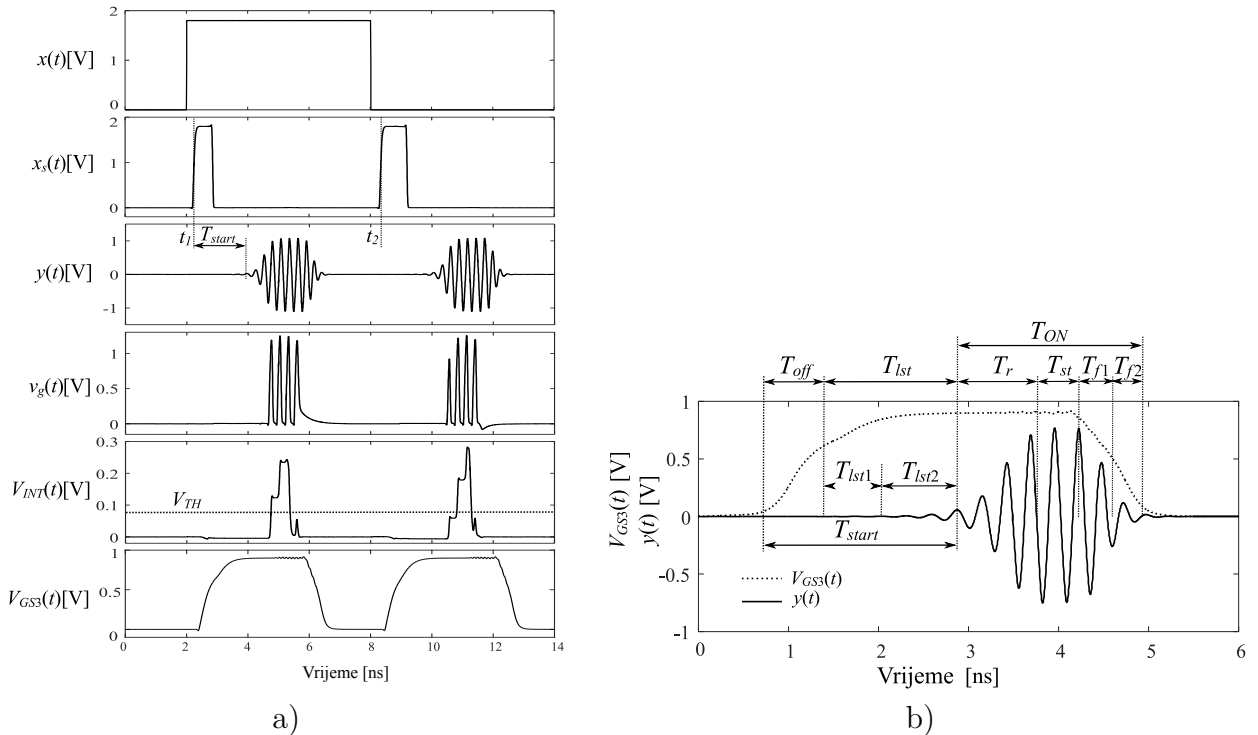 x(t)[V]
2
1
0
x_s(t)[V]
2
1
0
t_1
T_start
t_2
y(t)[V]
1
0
-1
v_g(t)[V]
1
0.5
0
V_INT(t)[V]
0.3
0.2
0.1
0
V_TH
V_GS3(t)[V]
1
0.5
0
0 2 4 6 8 10 12 14
Vrijeme [ns]
a)
T_ON
T_off T_lst T_r T_st T_f1 T_f2
T_lst1 T_lst2
T_start
V_GS3(t) [V]
y(t) [V]
1
0.5
0
-0.5
-1
V_GS3(t)
y(t)
0 1 2 3 4 5 6
Vrijeme [ns]
b)